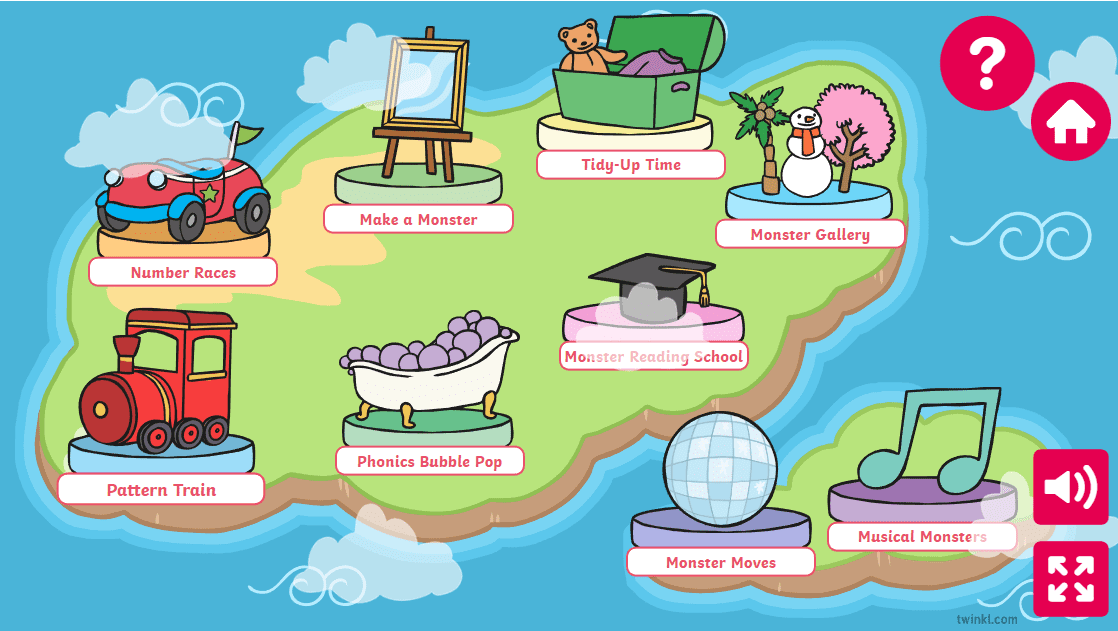 Tidy-Up Time
Make a Monster
Monster Gallery
Number Races
Monster Reading School
Phonics Bubble Pop
Pattern Train
Musical Monsters
Monster Moves
twinkl.com
?